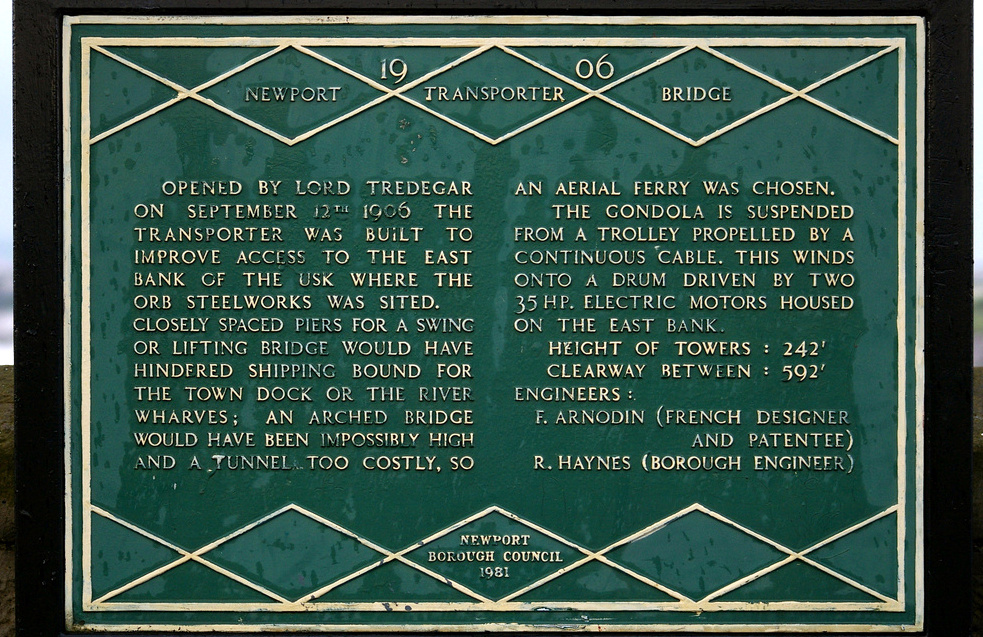 19 06
NEWPORT TRANSPORTER BRIDGE
OPENED BY LORD TREDEGAR
ON SEPTEMBER 12TH 1906 THE
TRANSPORTER WAS BUILT TO
IMPROVE ACCESS TO THE EAST
BANK OF THE USK WHERE THE
ORB STEELWORKS WAS SITED.
CLOSELY SPACED PIERS FOR A SWING
OR LIFTING BRIDGE WOULD HAVE
HINDERED SHIPPING BOUND FOR
THE TOWN DOCK OR THE RIVER
WHARVES; AN ARCHED BRIDGE
WOULD HAVE BEEN IMPOSSIBLY HIGH
AND A TUNNEL TOO COSTLY, SO
AN AERIAL FERRY WAS CHOSEN.
THE GONDOLA IS SUSPENDED
FROM A TROLLEY PROPELLED BY A
CONTINUOUS CABLE. THIS WINDS
ONTO A DRUM DRIVEN BY TWO
35 HP. ELECTRIC MOTORS HOUSED
ON THE EAST BANK.
HEIGHT OF TOWERS : 242'
CLEARWAY BETWEEN : 592'
ENGINEERS :
F. ARNODIN (FRENCH DESIGNER
AND PATENTEE)
R. HAYNES (BOROUGH ENGINEER)
NEWPORT
BOROUGH COUNCIL
1981